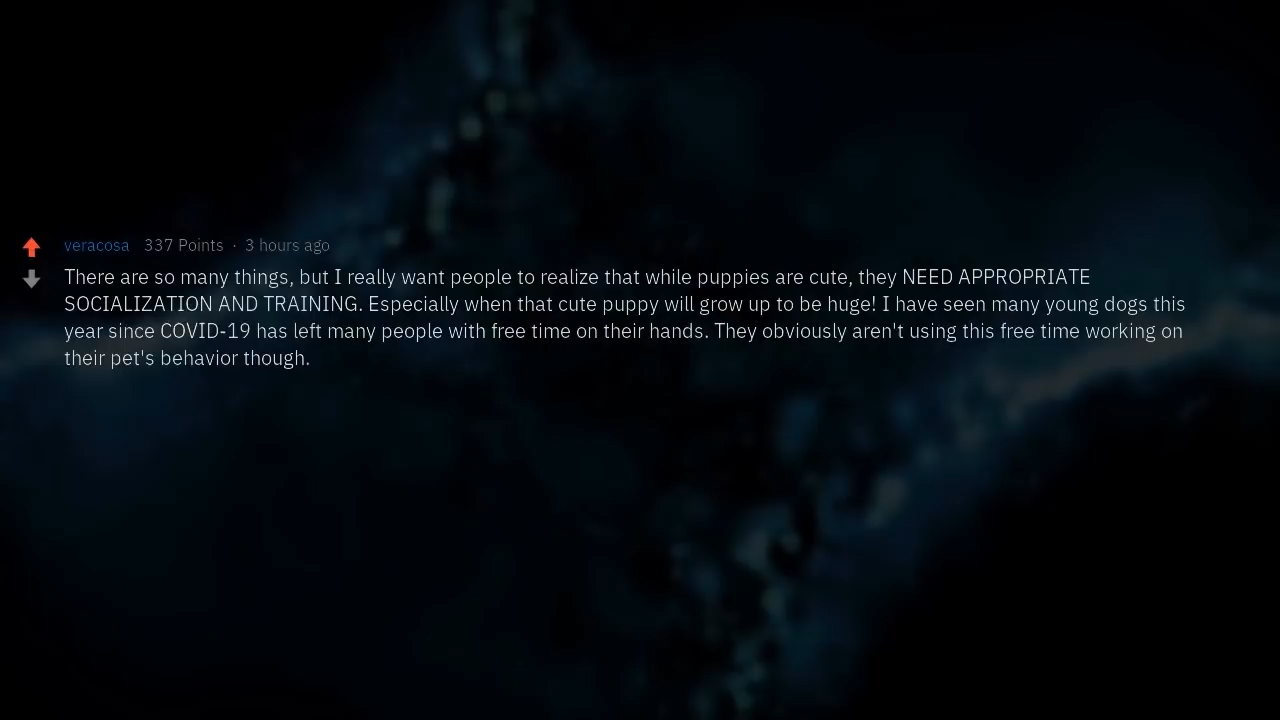 veracosa 337 Points · 3 hours ago
There are so many things, but I really want people to realize that while puppies are cute, they NEED APPROPRIATE
SOCIALIZATION AND TRAINING. Especially when that cute puppy will grow up to be huge! I have seen many young dogs this
year since COVID-19 has left many people with free time on their hands. They obviously aren't using this free time working on
their pet's behavior though.